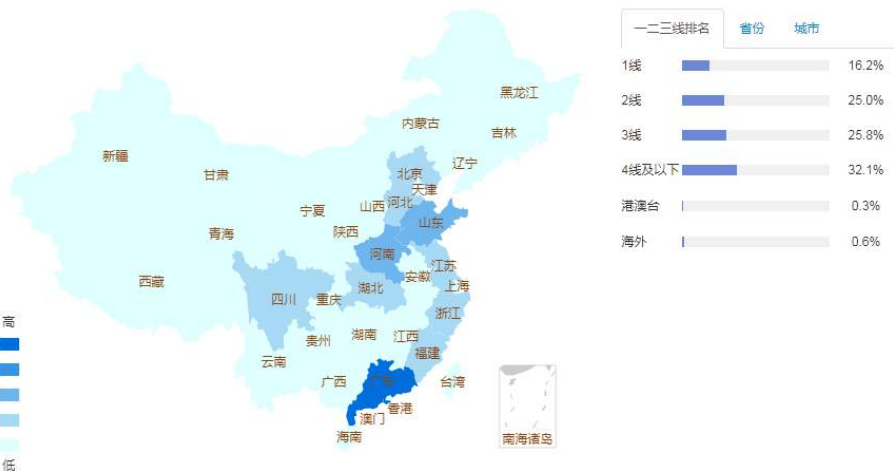 一二三线排名
省份
城市
1线
16.2%
2线
25.0%
3线
25.8%
4线及以下
32.1%
港澳台
0.3%
海外
0.6%
黑龙江
内蒙古
吉林
新疆
辽宁
甘肃
北京
天津
宁夏
山西
河北
山东
陕西
青海
河南
江苏
安徽
西藏
上海
湖北
四川
重庆
浙江
湖南
江西
贵州
福建
云南
广西
广东
台湾
香港
澳门
海南
南海诸岛
高
低